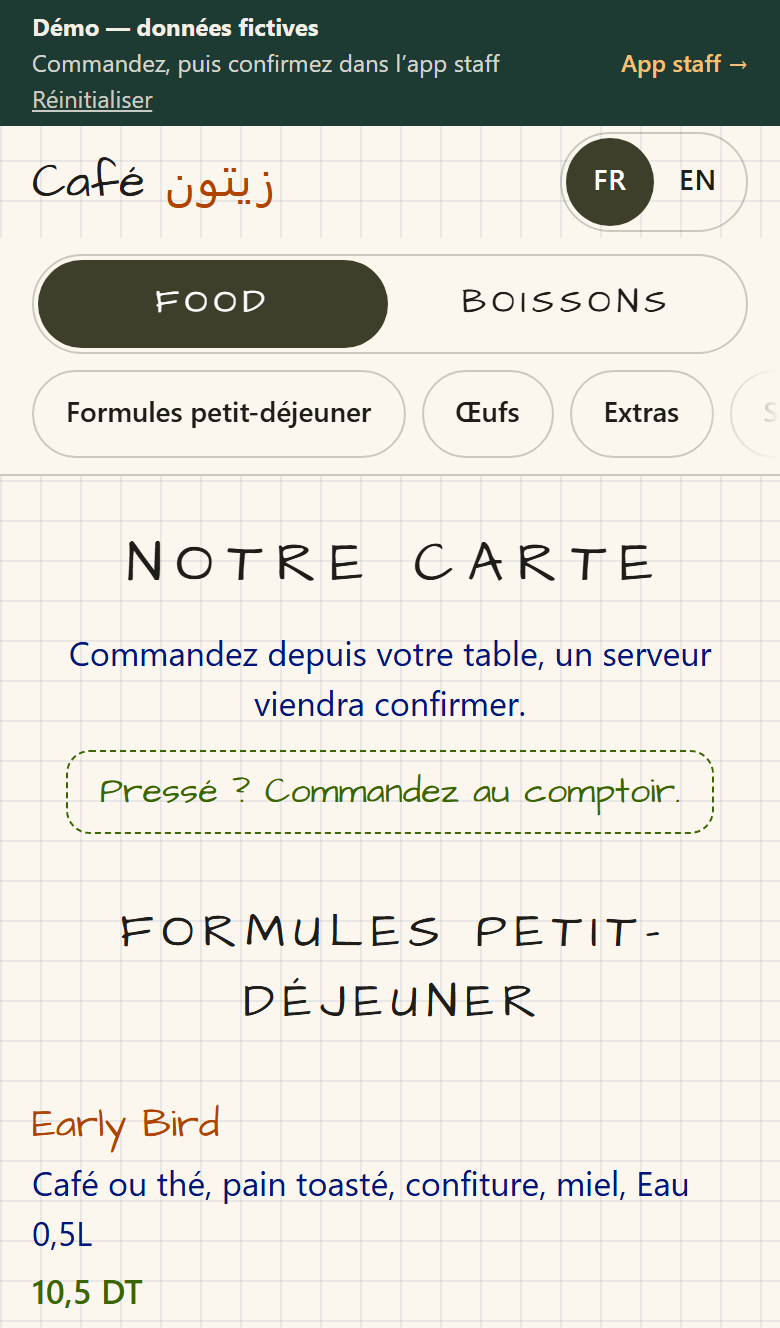 Démo — données fictives
Commandez, puis confirmez dans l’app staff
App staff →
Réinitialiser
Café زيتون
FR EN
FOOD BOISSONS
Formules petit-déjeuner Œufs Extras
NOTRE CARTE
Commandez depuis votre table, un serveur
viendra confirmer.
Pressé ? Commandez au comptoir.
FORMULES PETIT-
DÉJEUNER
Early Bird
Café ou thé, pain toasté, confiture, miel, Eau
0,5L
10,5 DT